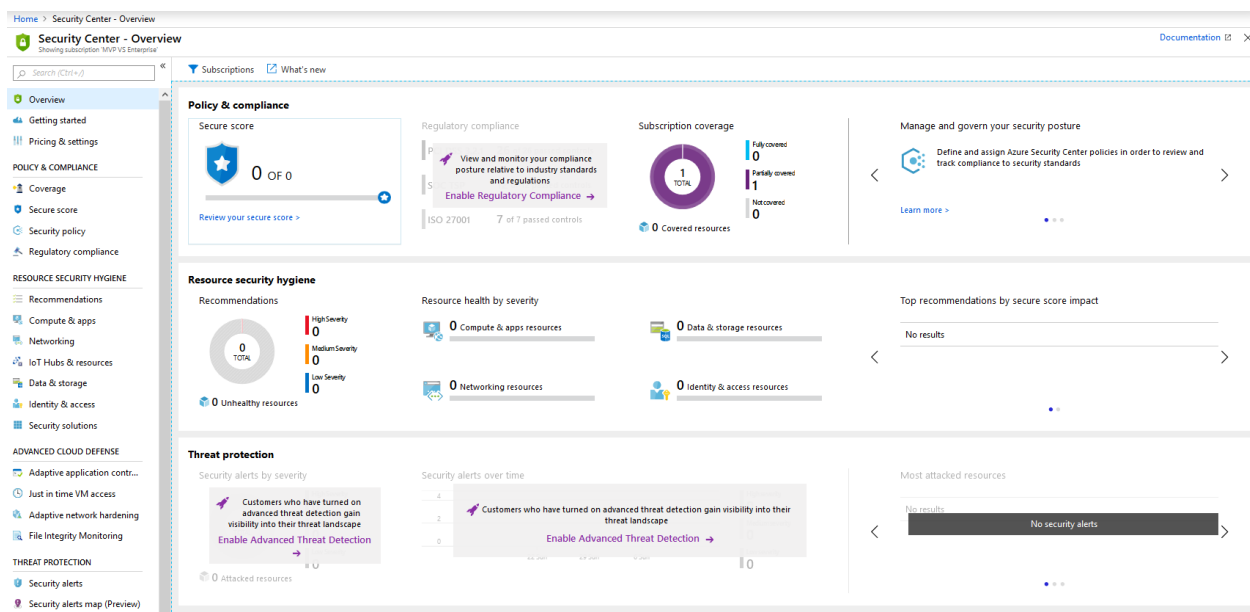 Home > Security Center - Overview
Security Center - Overview
Showing subscription 'MVP VS Enterprise'
Documentation
Search (Ctrl+/)
«
Subscriptions
What's new
Overview
Getting started
Pricing & settings
POLICY & COMPLIANCE
Coverage
Secure score
Security policy
Regulatory compliance
RESOURCE SECURITY HYGIENE
Recommendations
Compute & apps
Networking
IoT Hubs & resources
Data & storage
Identity & access
Security solutions
ADVANCED CLOUD DEFENSE
Adaptive application contr...
Just in time VM access
Adaptive network hardening
File Integrity Monitoring
THREAT PROTECTION
Security alerts
Security alerts map (Preview)
Policy & compliance
Secure score
0 OF 0
Review your secure score >
Regulatory compliance
P
S
View and monitor your compliance
posture relative to industry standards
and regulations
Enable Regulatory Compliance →
ISO 27001 7 of 7 passed controls
Subscription coverage
1
TOTAL
Fully covered
0
Partially covered
1
Not covered
0
0 Covered resources
Manage and govern your security posture
Define and assign Azure Security Center policies in order to review and
track compliance to security standards
Learn more >
Resource security hygiene
Recommendations
0
TOTAL
High Severity
0
Medium Severity
0
Low Severity
0
0 Unhealthy resources
Resource health by severity
0 Compute & apps resources
0 Data & storage resources
0 Networking resources
0 Identity & access resources
Top recommendations by secure score impact
No results
Threat protection
Security alerts by severity
Customers who have turned on
advanced threat detection gain
visibility into their threat landscape
Enable Advanced Threat Detection
→
0
0 Attacked resources
Security alerts over time
4
2
0
Customers who have turned on advanced threat detection gain visibility into their
threat landscape
Enable Advanced Threat Detection →
0
Most attacked resources
No results
No security alerts